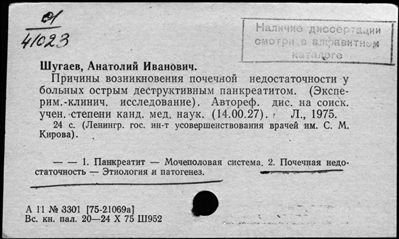 а/
41023
Наличие диссертации
смотри в алфавитном
каталоге
Шугаев, Анатолий Иванович.
Причины возникновения почечной недостаточности у
больных острым деструктивным панкреатитом. (Экспе-
рим.-клинич. исследование). Автореф. дис. на соиск.
учен. степени канд. мед. наук. (14.00.27). Л., 1975.
24 с. (Ленингр. гос. ин-т усовершенствования врачей им. С. М.
Кирова).
— — 1. Панкреатит — Мочеполовая система. 2. Почечная недо-
статочность — Этиология и патогенез.
А 11 № 3301 [75-21069а]
Вс. кн. пал. 20—24 X 75 Ш952